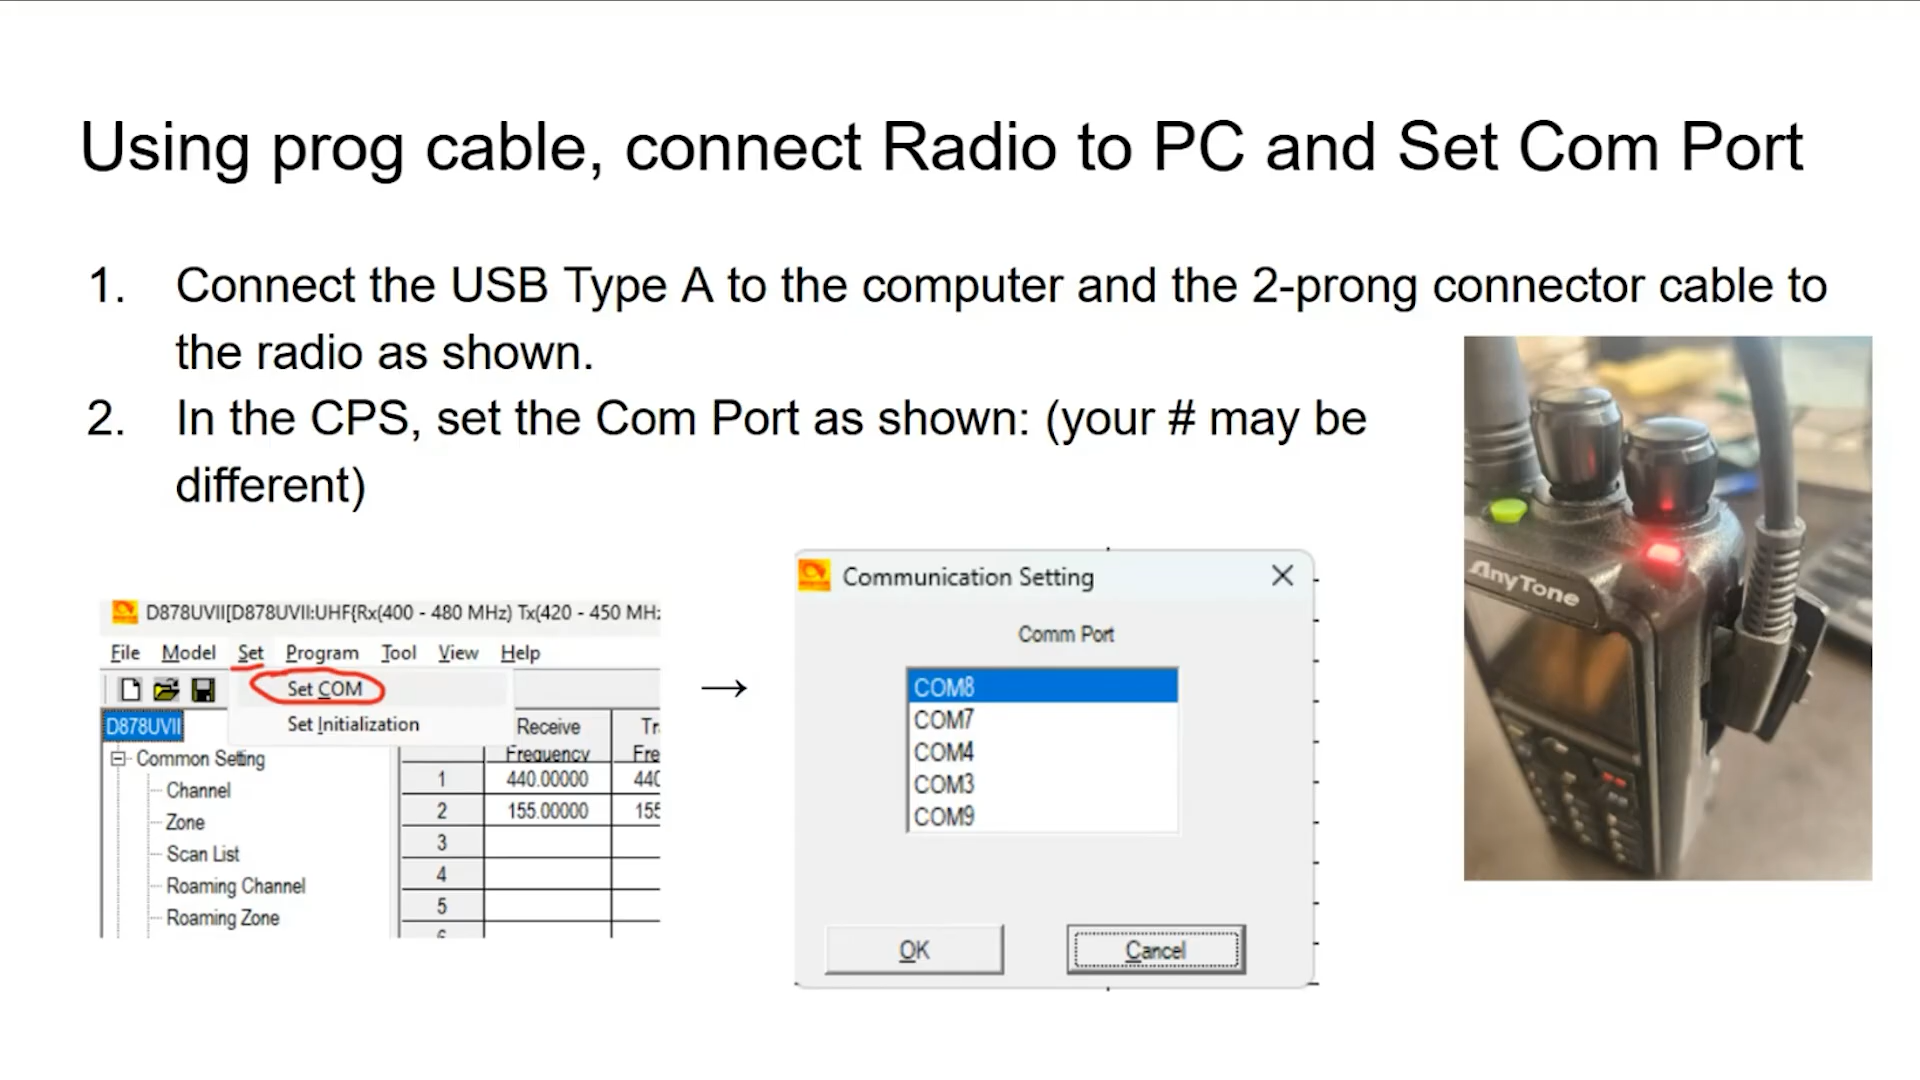 Using prog cable, connect Radio to PC and Set Com Port
1. Connect the USB Type A to the computer and the 2-prong connector cable to
the radio as shown.
2. In the CPS, set the Com Port as shown: (your # may be
different)
D878UVII[D878UVII:UHF{Rx(400 - 480 MHz) Tx(420 - 450 MHz
File Model Set Program Tool View Help
Set COM
Set Initialization
D878UVII
Common Setting
Channel
Zone
Scan List
Roaming Channel
Roaming Zone
Receive Tr
Frequency Fre
1 440.00000 440
2 155.00000 155
3
4
5
→
Communication Setting
Comm Port
COM8
COM7
COM4
COM3
COM9
OK Cancel
AnyTone